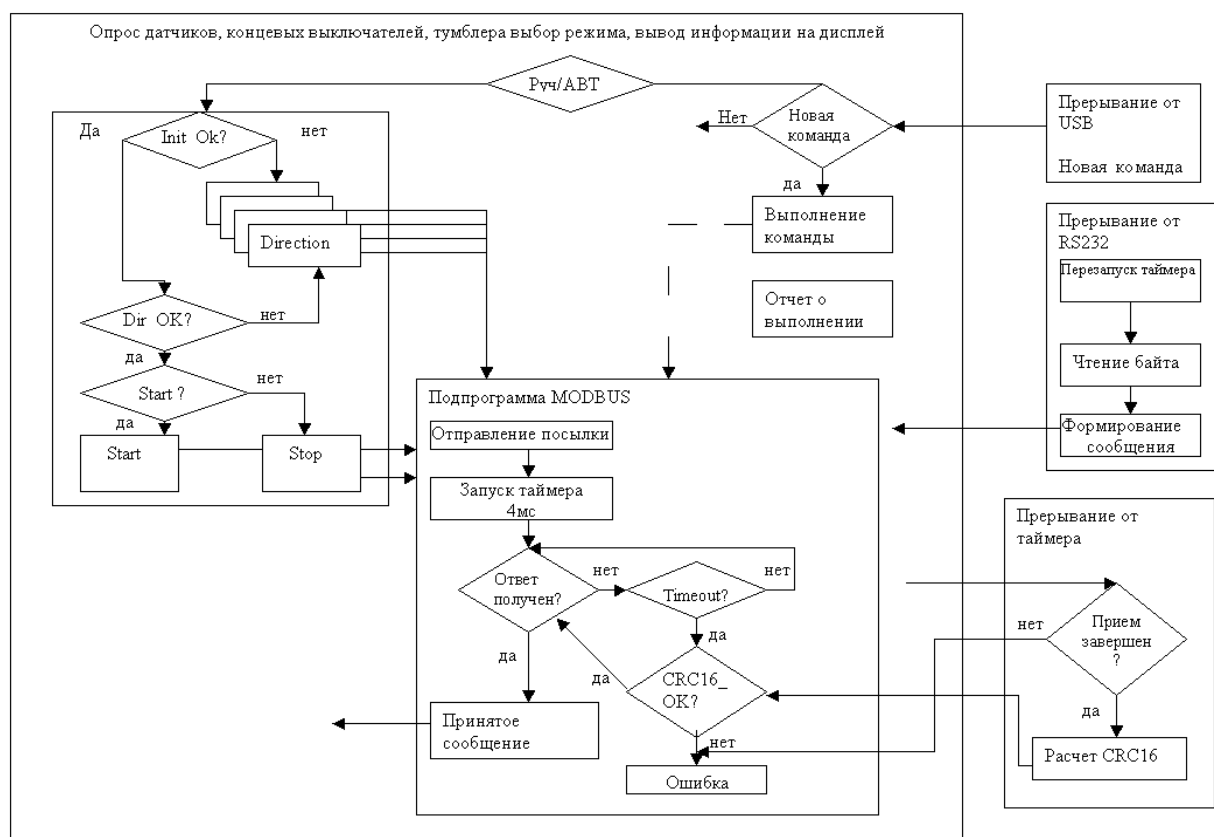 Опрос датчиков, концевых выключателей, тумблера выбор режима, вывод информации на дисплей
Руч/АВТ
Да
Init Ok?
нет
Direction
Dir OK?
нет
да
Start ?
нет
да
Start
Stop
Нет
Новая
команда
да
Выполнение
команды
Отчет о
выполнении
Прерывание от
USB
Новая команда
Прерывание от
RS232
Перезапуск таймера
Чтение байта
Формирование
сообщения
Подпрограмма MODBUS
Отправление посылки
Запуск таймера
4мс
Ответ
получен?
нет
Timeout?
нет
да
да
да
CRC16_
OK?
нет
Принятое
сообщение
Ошибка
Прерывание от
таймера
нет
Прием
завершен
?
да
Расчет CRC16